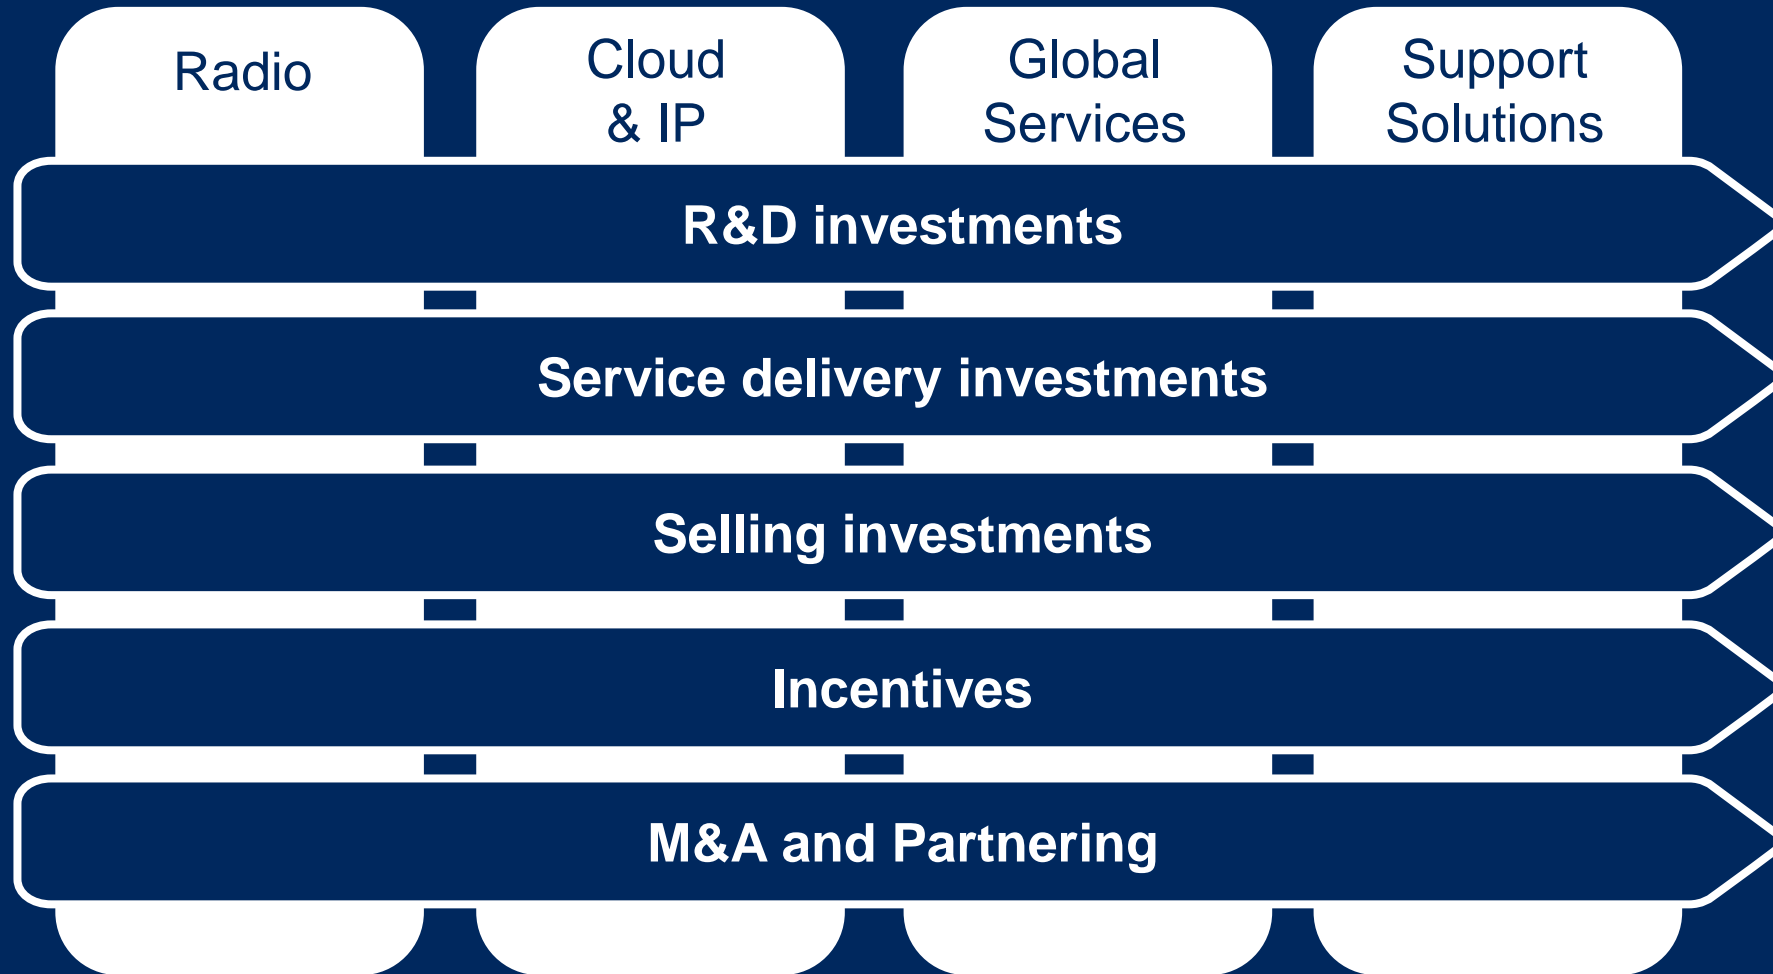 Radio
Cloud
& IP
Global
Services
Support
Solutions
R&D investments
Service delivery investments
Selling investments
Incentives
M&A and Partnering